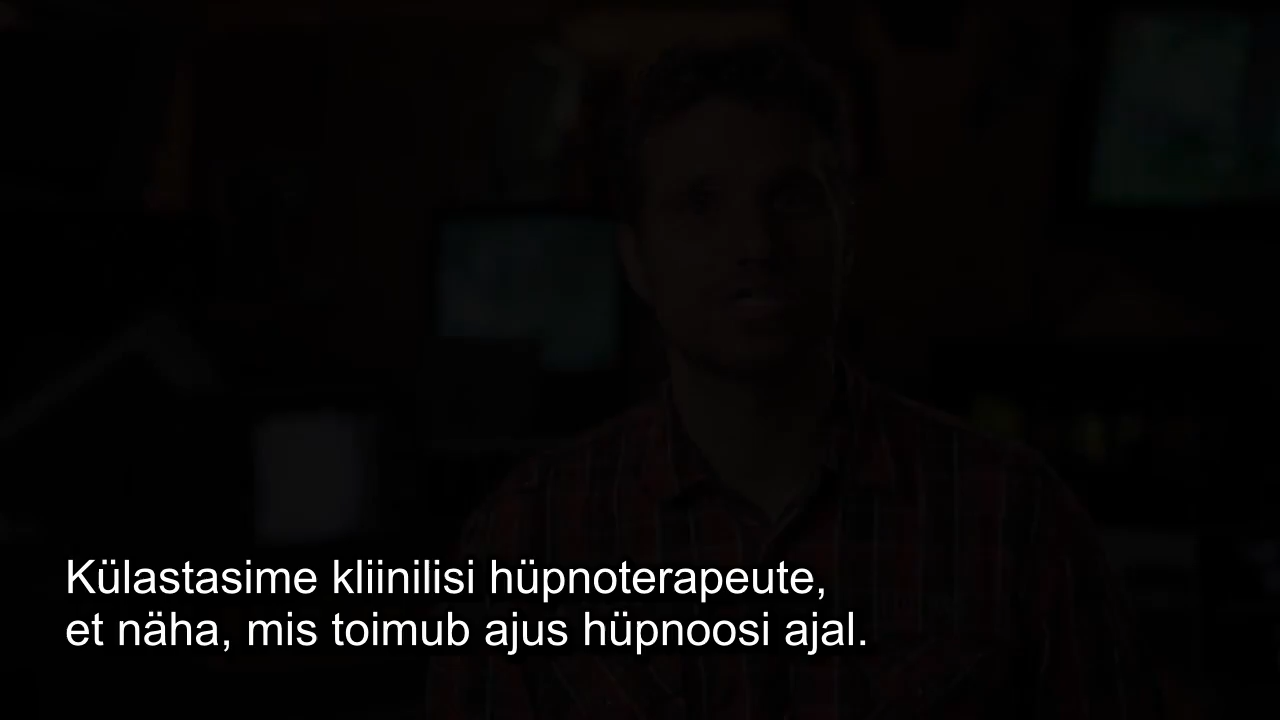 Külastasime kliinilisi hüpnoterapeute,
et näha, mis toimub ajus hüpnoosi ajal.